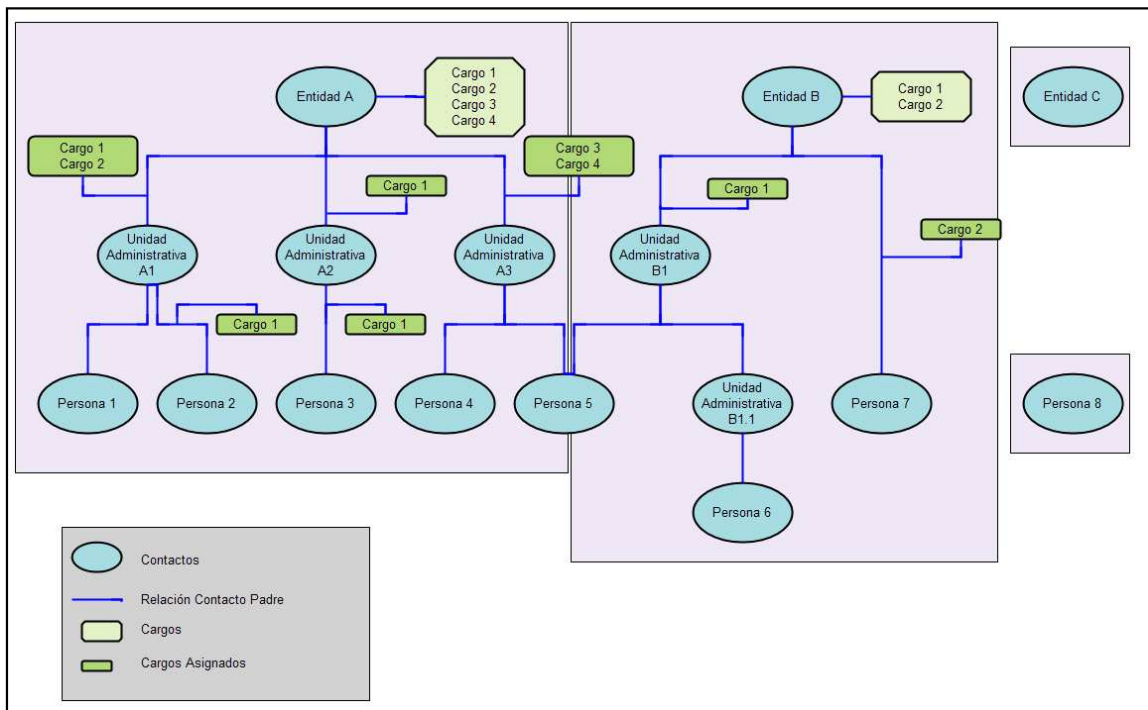 Entidad A
Cargo 1
Cargo 2
Cargo 3
Cargo 4
Entidad B
Cargo 1
Cargo 2
Entidad C
Cargo 1
Cargo 2
Cargo 3
Cargo 4
Cargo 1
Cargo 1
Cargo 2
Unidad
Administrativa
A1
Unidad
Administrativa
A2
Unidad
Administrativa
A3
Unidad
Administrativa
B1
Cargo 1
Cargo 1
Persona 1
Persona 2
Persona 3
Persona 4
Persona 5
Unidad
Administrativa
B1.1
Persona 7
Persona 8
Persona 6
Contactos
Relación Contacto Padre
Cargos
Cargos Asignados